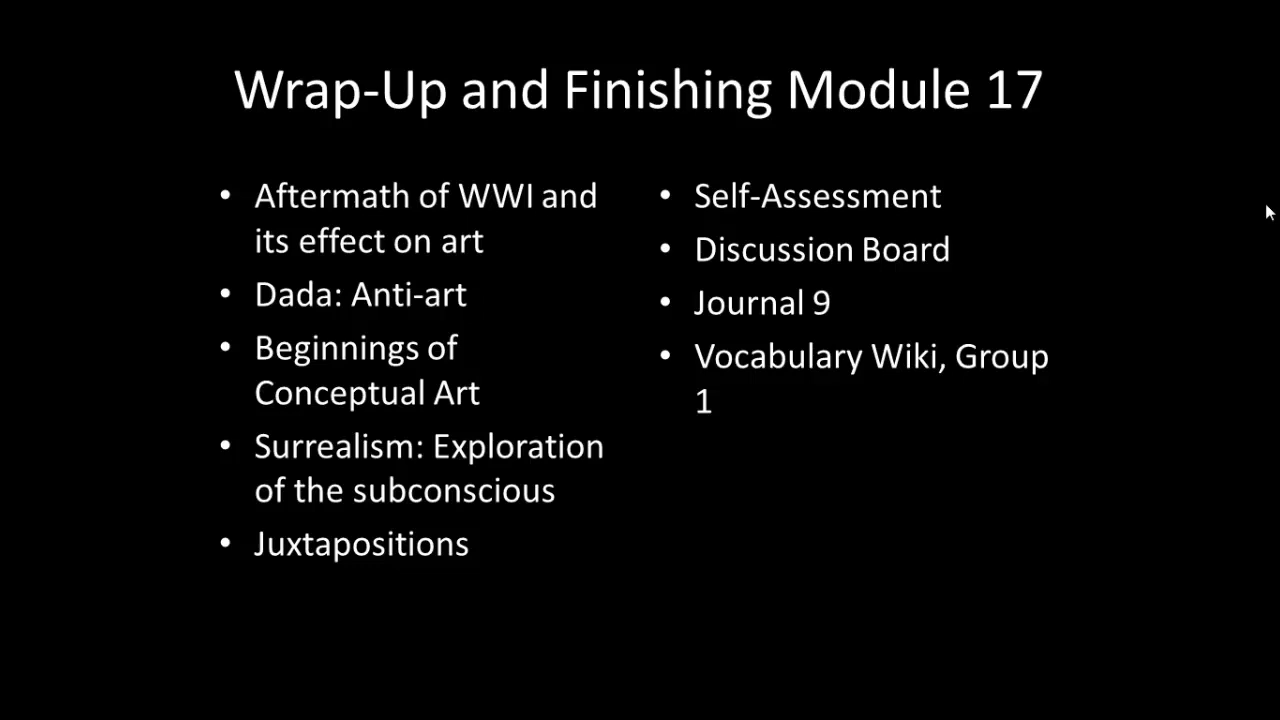 Wrap-Up and Finishing Module 17
• Aftermath of WWI and
its effect on art
• Dada: Anti-art
• Beginnings of
Conceptual Art
• Surrealism: Exploration
of the subconscious
• Juxtapositions
• Self-Assessment
• Discussion Board
• Journal 9
• Vocabulary Wiki, Group
1